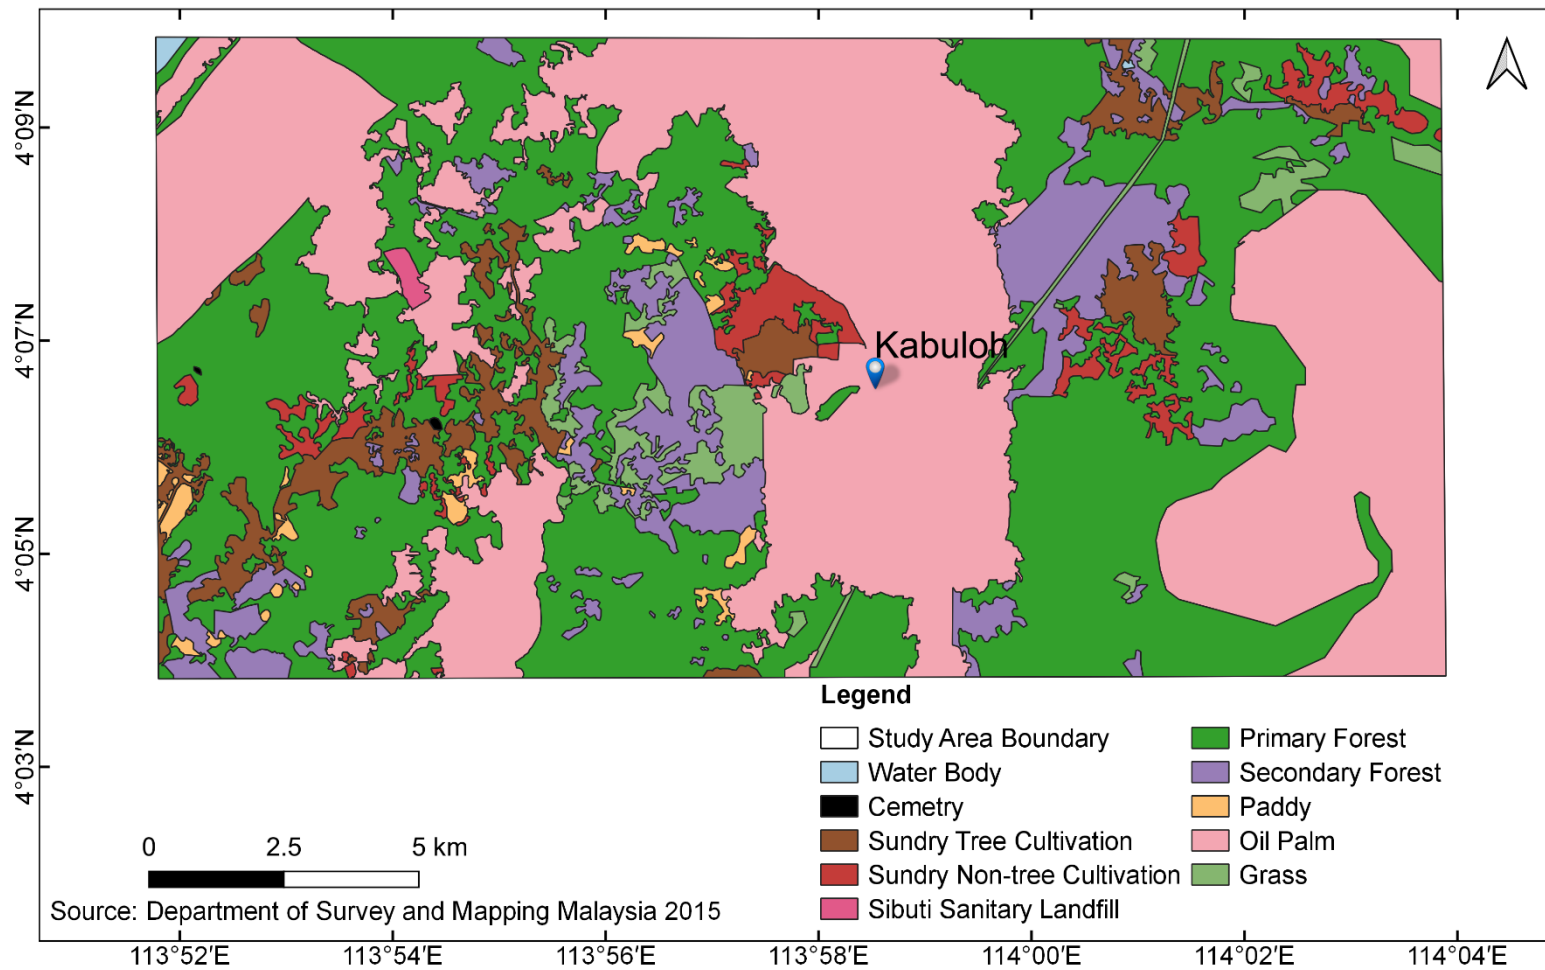 4°09'N
4°07'N
4°05'N
4°03'N
Kabuloh
Legend
Study Area Boundary
Water Body
Cemetry
Sundry Tree Cultivation
Sundry Non-tree Cultivation
Sibuti Sanitary Landfill
Primary Forest
Secondary Forest
Paddy
Oil Palm
Grass
0 2.5 5 km
Source: Department of Survey and Mapping Malaysia 2015
113°52'E 113°54'E 113°56'E 113°58'E 114°00'E 114°02'E 114°04'E